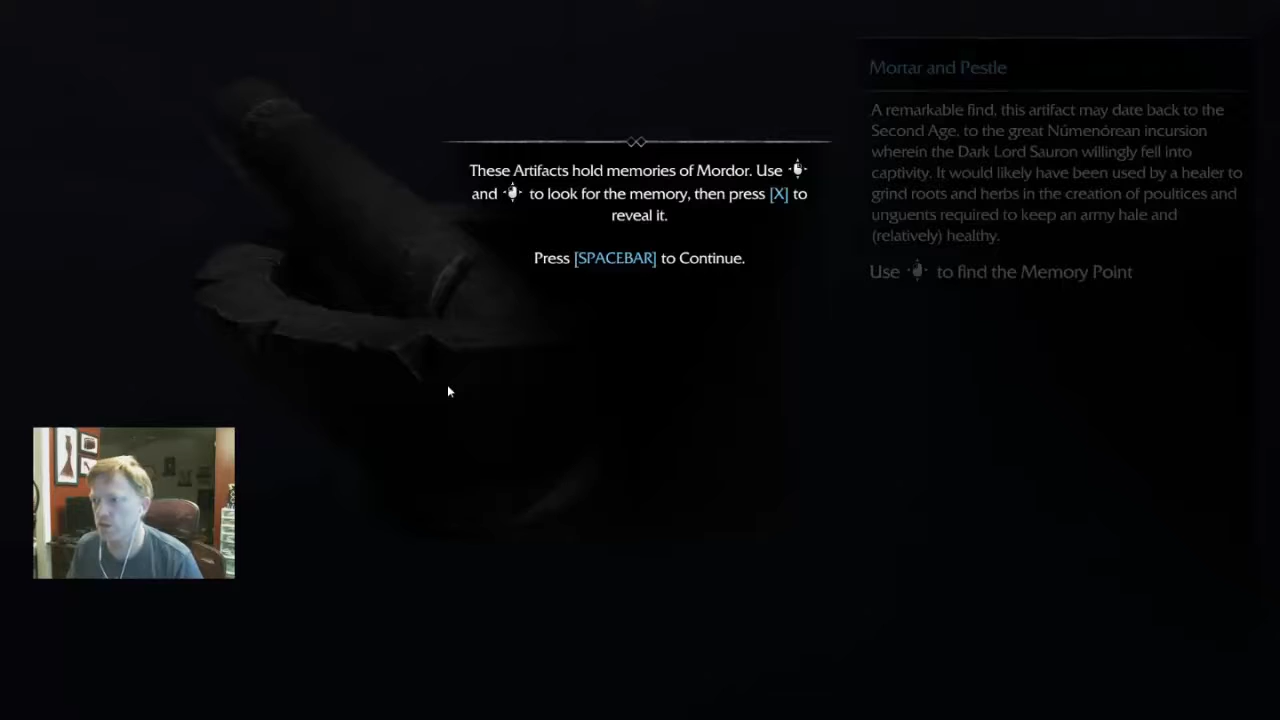 Mortar and Pestle
A remarkable find, this artifact may date back to the
Second Age, to the great Númenórean incursion
wherein the Dark Lord Sauron willingly fell into
captivity. It would likely have been used by a healer to
grind roots and herbs in the creation of poultices and
unguents required to keep an army hale and
(relatively) healthy.
Use to find the Memory Point
These Artifacts hold memories of Mordor. Use
and to look for the memory, then press [X] to
reveal it.
Press [SPACEBAR] to Continue.